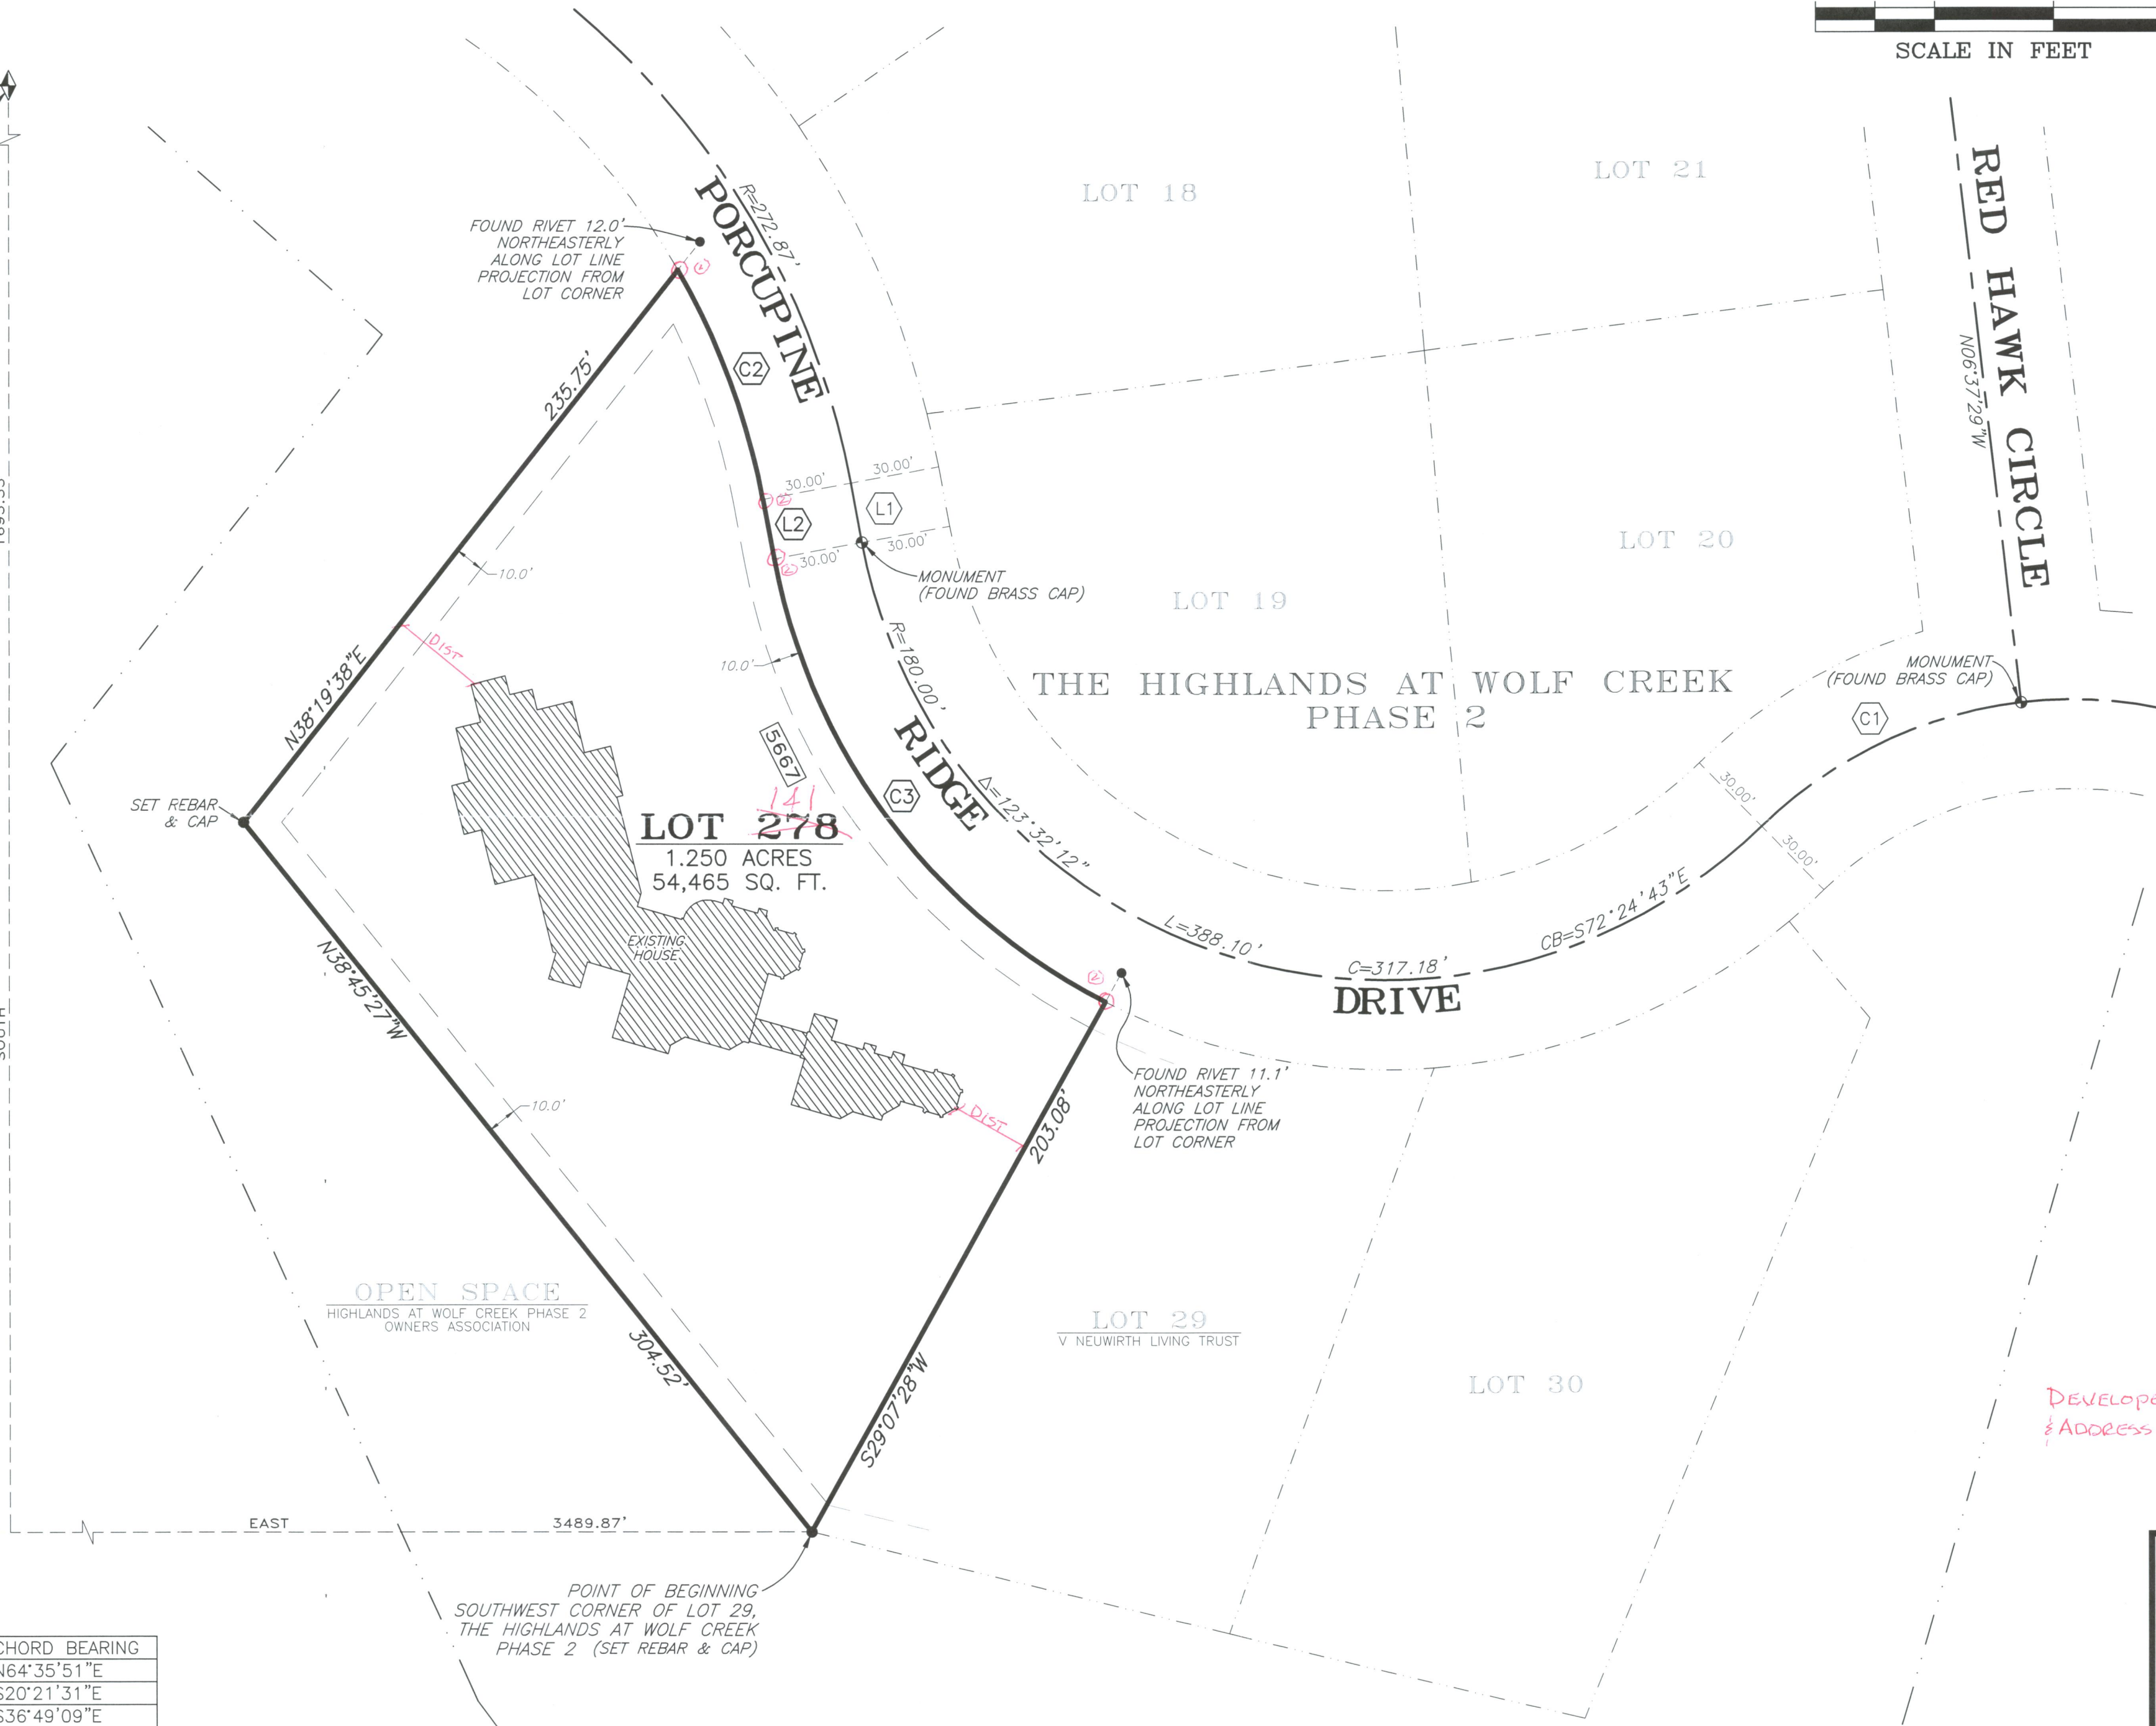 SCALE IN FEET
RED HAWK CIRCLE
N06°37'29"W
LOT 21
LOT 18
PORCUPINE
R=272.87'
FOUND RIVET 12.0'
NORTHEASTERLY
ALONG LOT LINE
PROJECTION FROM
LOT CORNER
2
C2
235.75'
30.00'
30.00'
2
L2
L1
30.00'
30.00'
2
MONUMENT
(FOUND BRASS CAP)
LOT 20
LOT 19
10.0'
DIST
10.0'
N38°19'38"E
R=180.00'
THE HIGHLANDS AT WOLF CREEK
PHASE 2
MONUMENT
(FOUND BRASS CAP)
C1
RIDGE
5667
C3
Δ=123°32'12"
30.00'
30.00'
SET REBAR
& CAP
141
LOT 278
1.250 ACRES
54,465 SQ. FT.
EXISTING
HOUSE
N38°45'27"W
L=388.10'
C=317.18'
CB=S72°24'43"E
DRIVE
2
SOUTH
FOUND RIVET 11.1'
NORTHEASTERLY
ALONG LOT LINE
PROJECTION FROM
LOT CORNER
10.0'
DIST
203.08'
OPEN SPACE
HIGHLANDS AT WOLF CREEK PHASE 2
OWNERS ASSOCIATION
304.52'
S29°07'28"W
LOT 29
V NEUWIRTH LIVING TRUST
LOT 30
DEVELOPE
& ADDRESS
EAST
3489.87'
POINT OF BEGINNING
SOUTHWEST CORNER OF LOT 29,
THE HIGHLANDS AT WOLF CREEK
PHASE 2 (SET REBAR & CAP)
CHORD BEARING
N64°35'51"E
S20°21'31"E
S36°49'09"E